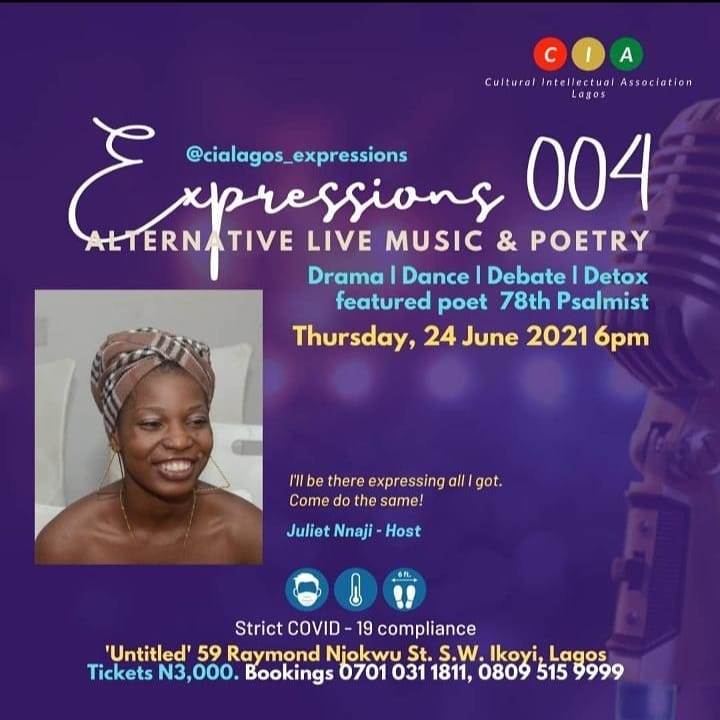 C I A
Cultural Intellectual Association
Lagos
@cialagos_expressions
Expressions 004
ALTERNATIVE LIVE MUSIC & POETRY
Drama | Dance | Debate | Detox
featured poet 78th Psalmist
Thursday, 24 June 2021 6pm
I'll be there expressing all I got.
Come do the same!
Juliet Nnaji - Host
6 ft.
Strict COVID - 19 compliance
'Untitled' 59 Raymond Njokwu St. S.W. Ikoyi, Lagos
Tickets N3,000. Bookings 0701 031 1811, 0809 515 9999